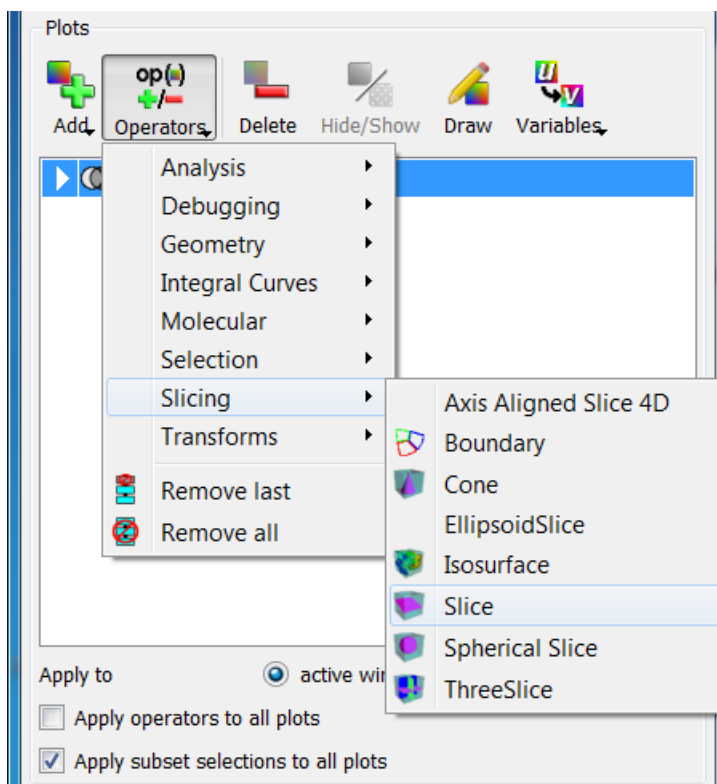 Plots
op( )
+/-
Add Operators Delete Hide/Show Draw Variables
u
v
Analysis
Debugging
Geometry
Integral Curves
Molecular
Selection
Slicing
Transforms
Remove last
Remove all
Axis Aligned Slice 4D
Boundary
Cone
EllipsoidSlice
Isosurface
Slice
Spherical Slice
ThreeSlice
Apply to active wi
Apply operators to all plots
Apply subset selections to all plots